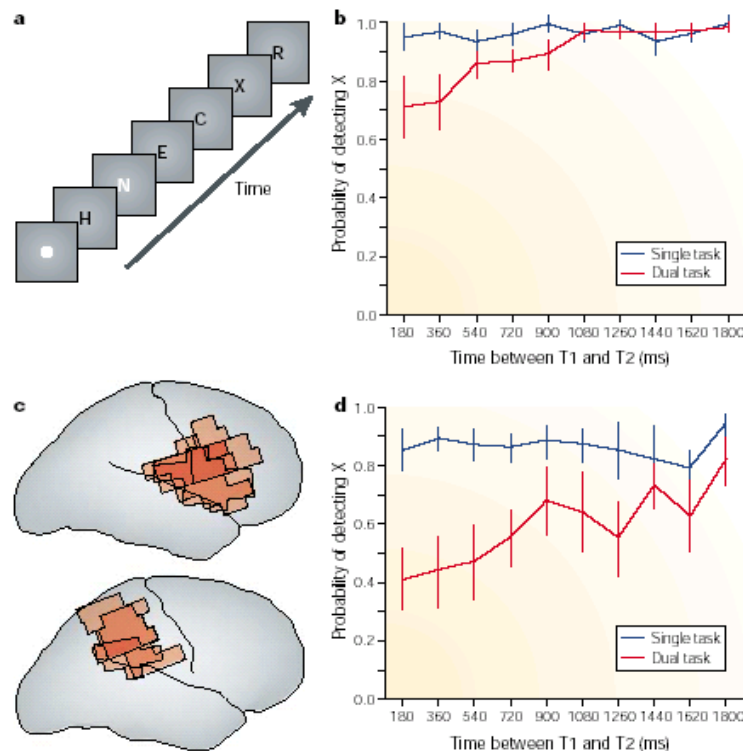 a
R
X
C
E
N
H
Time
b
Probability of detecting X
1.0
0.8
0.6
0.4
0.2
0.0
Single task
Dual task
180 360 540 720 900 1080 1260 1440 1620 1800
Time between T1 and T2 (ms)
c
d
Probability of detecting X
1.0
0.8
0.6
0.4
0.2
0.0
Single task
Dual task
180 360 540 720 900 1080 1260 1440 1620 1800
Time between T1 and T2 (ms)